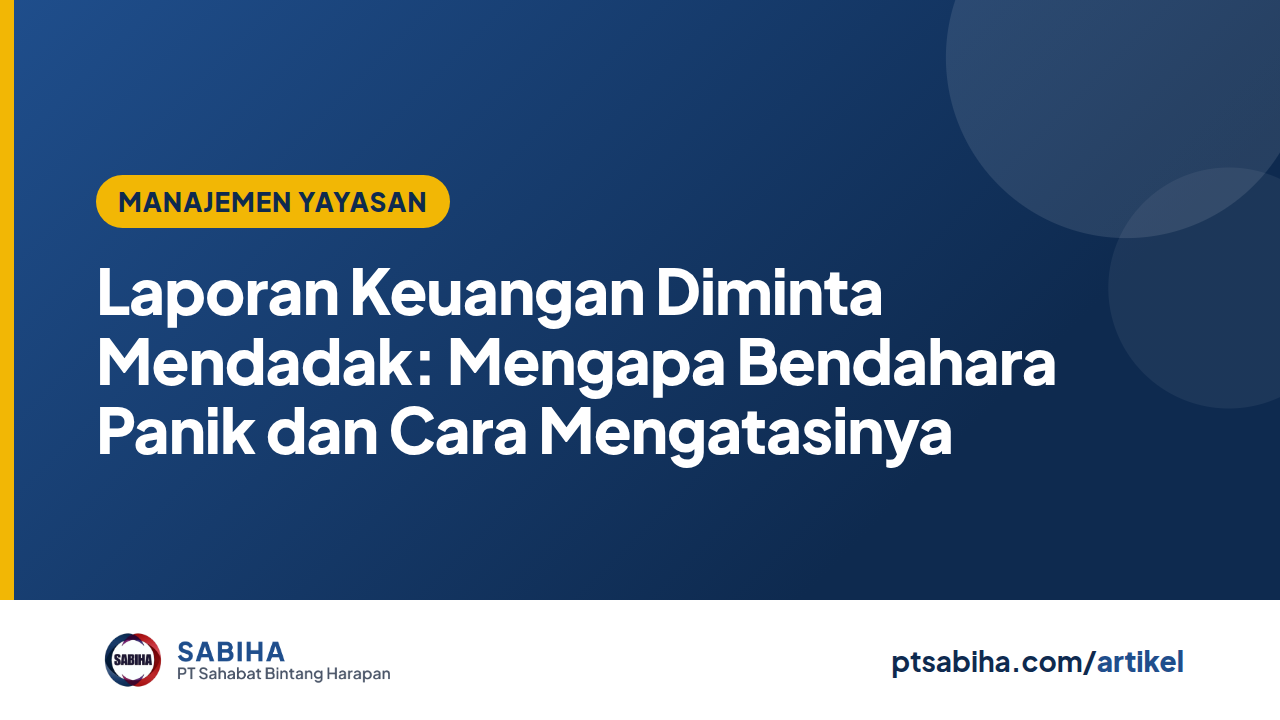 MANAJEMEN YAYASAN
Laporan Keuangan Diminta
Mendadak: Mengapa Bendahara
Panik dan Cara Mengatasinya
SABIHA
SABIHA
PT Sahabat Bintang Harapan
ptsabiha.com/artikel